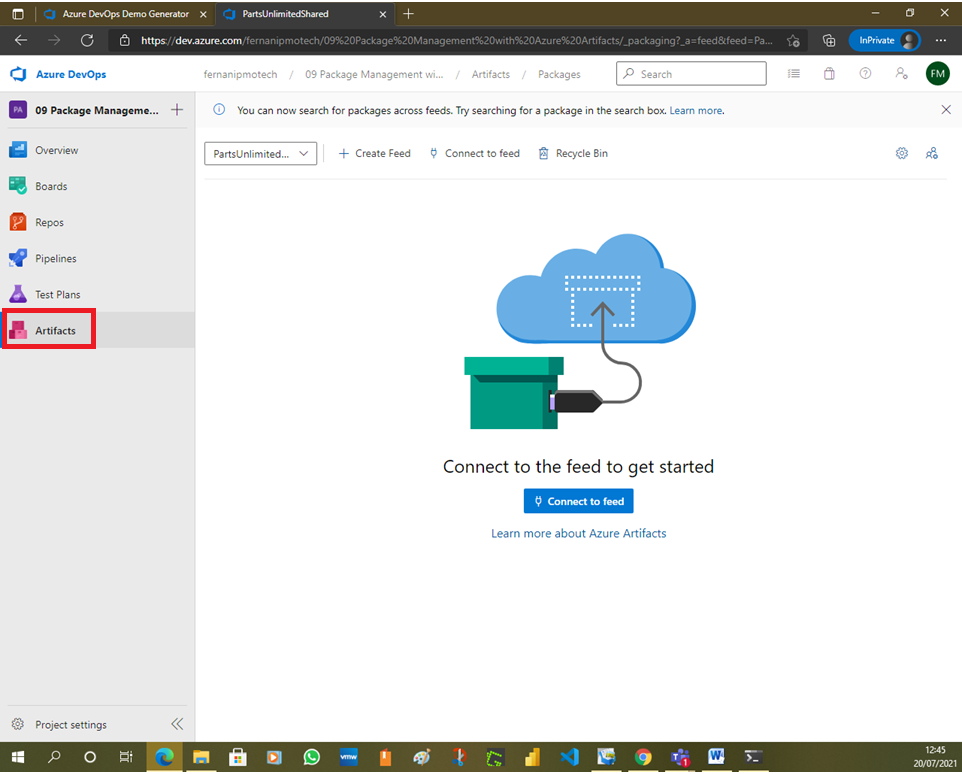 Azure DevOps Demo Generator
PartsUnlimitedShared
https://dev.azure.com/fernanipmotech/09%20Package%20Management%20with%20Azure%20Artifacts/_packaging?_a=feed&feed=Pa...
InPrivate
Azure DevOps
fernanipmotech / 09 Package Management wi... / Artifacts / Packages
Search
FM
PA
09 Package Manageme...
You can now search for packages across feeds. Try searching for a package in the search box. Learn more.
Overview
Boards
Repos
Pipelines
Test Plans
Artifacts
PartsUnlimited...
Create Feed
Connect to feed
Recycle Bin
Connect to the feed to get started
Connect to feed
Learn more about Azure Artifacts
Project settings
vmw
1
W
12:45
20/07/2021